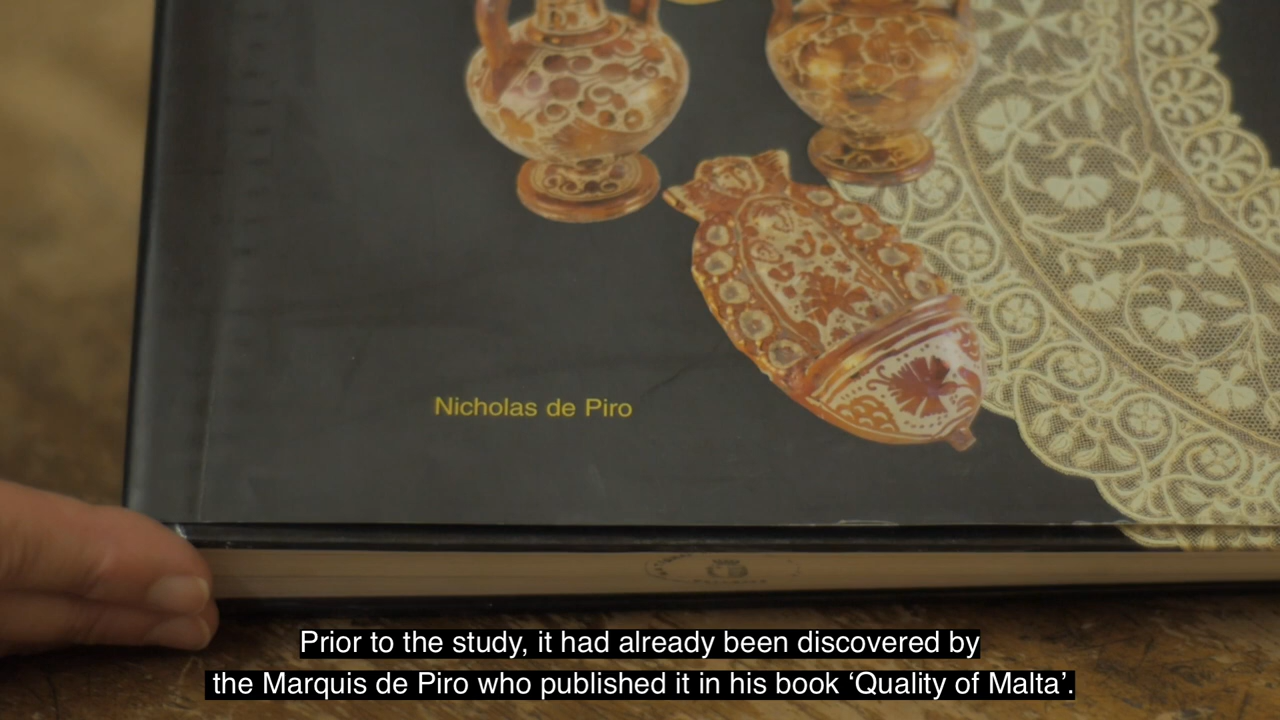 Nicholas de Piro
Prior to the study, it had already been discovered by
the Marquis de Piro who published it in his book ‘Quality of Malta’.